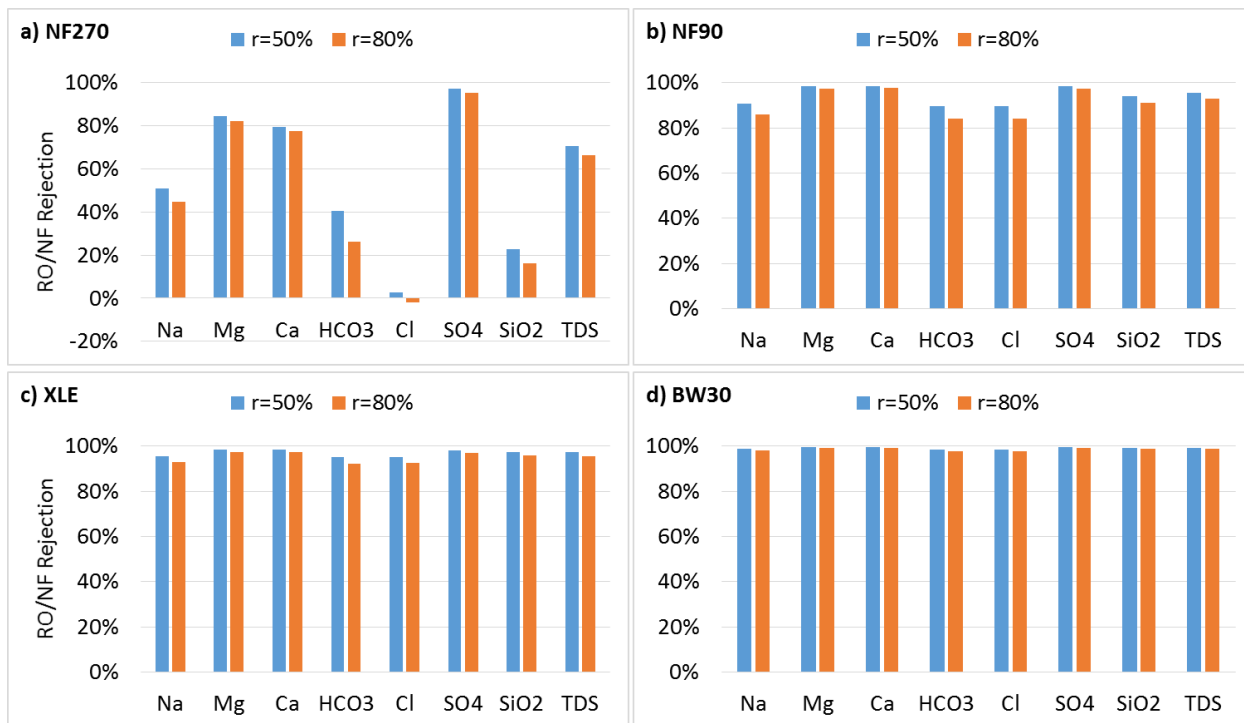 a) NF270
r=50% r=80%
RO/NF Rejection
100%
80%
60%
40%
20%
0%
-20%
Na Mg Ca HCO3 Cl SO4 SiO2 TDS
b) NF90
r=50% r=80%
100%
80%
60%
40%
20%
0%
Na Mg Ca HCO3 Cl SO4 SiO2 TDS
c) XLE
r=50% r=80%
RO/NF Rejection
100%
80%
60%
40%
20%
0%
Na Mg Ca HCO3 Cl SO4 SiO2 TDS
d) BW30
r=50% r=80%
100%
80%
60%
40%
20%
0%
Na Mg Ca HCO3 Cl SO4 SiO2 TDS